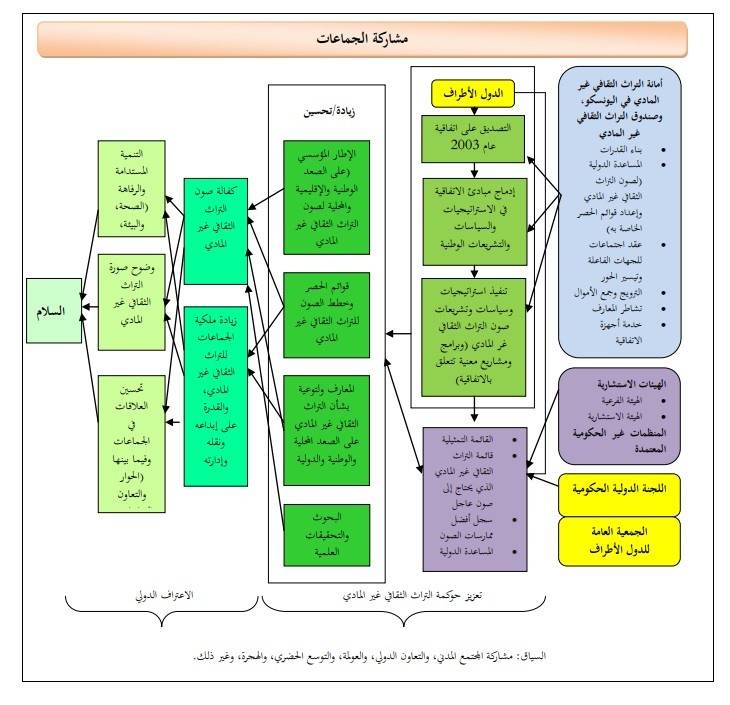 مشاركة الجماعات
أمانة التراث الثقافي غير
المادي في اليونسكو،
وصندوق التراث الثقافي
غير المادي
بناء القدرات
المساعدة الدولية
(لصون التراث
الثقافي غير المادي
وإعداد قوائم الحصر
الخاصة به)
عقد اجتماعات
للجهات الفاعلة
وتيسير الحور
الترويج وجمع الأموال
تشاطر المعارف
خدمة أجهزة
الاتفاقية
الهيئات الاستشارية
الهيئة الفرعية
الهيئة الاستشارية
المنظمات غير الحكومية
المعتمدة
اللجنة الدولية الحكومية
الجمعية العامة
للدول الأطراف
الدول الأطراف
التصديق على اتفاقية
عام 2003
إدماج مبادئ الاتفاقية
في الاستراتيجيات
والسياسات
والتشريعات الوطنية
تنفيذ استراتيجيات
وسياسات وتشريعات
صون التراث الثقافي
غر المادي (وبرامج
ومشاريع معنية تتعلق
بالاتفاقية)
القائمة التمثيلية
قائمة التراث
الثقافي غير المادي
الذي يحتاج إلى
صون عاجل
سجل أفضل
ممارسات الصون
المساعدة الدولية
زيادة/تحسين
الإطار المؤسسي
(على الصعد
الوطنية والإقليمية
والمحلية لصون
التراث الثقافي غير
المادي
قوائم الحصر
وخطط الصون
للتراث الثقافي غير
المادي
المعارف ولتوعية
بشأن التراث
الثقافي غير المادي
على الصعد المحلية
والوطنية والدولية
البحوث
والتحقيقات
العلمية
كفالة صون
التراث
الثقافي غير
المادي
زيادة ملكية
الجماعات
للتراث
الثقافي غير
المادي،
والقدرة
على إبداعه
ونقله
وإدارته
التنمية
المستدامة
والرفاهة
(الصحة،
والبيئة،
وضوح صورة
التراث
الثقافي غير
المادي
تحسين
العلاقات
في
الجماعات
وفيما بينها
(الحوار
والتعاون
السلام
تعزيز حوكمة التراث الثقافي غير المادي
الاعتراف الدولي
السياق: مشاركة المجتمع المدني، والتعاون الدولي، والعولمة، والتوسع الحضري، والهجرة، وغير ذلك.